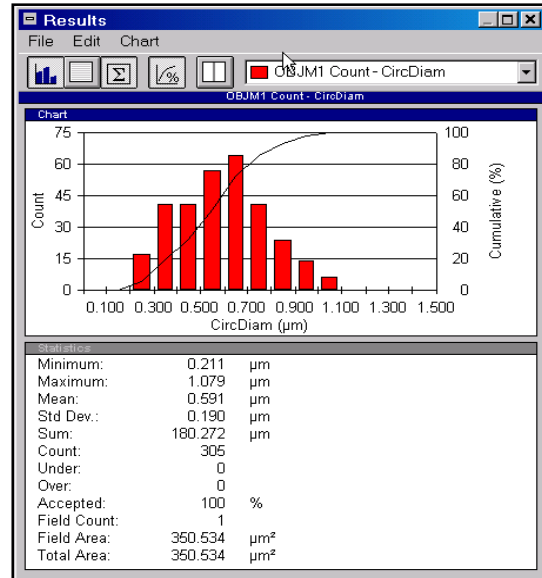 Results
File Edit Chart
OBJM1 Count - CircDiam
OBJM1 Count - CircDiam
Chart
75
60
45
30
15
0
Count
100
80
60
40
20
0
Cumulative (%)
0.100 0.300 0.500 0.700 0.900 1.100 1.300 1.500
CircDiam (µm)
Statistics
Minimum: 0.211 µm
Maximum: 1.079 µm
Mean: 0.591 µm
Std Dev.: 0.190 µm
Sum: 180.272 µm
Count: 305
Under: 0
Over: 0
Accepted: 100 %
Field Count: 1
Field Area: 350.534 µm²
Total Area: 350.534 µm²